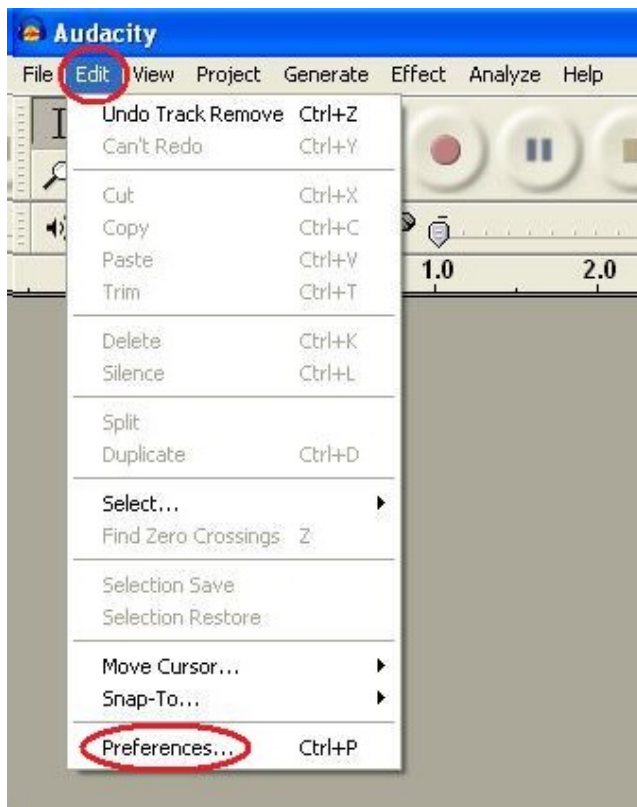 Audacity
File Edit View Project Generate Effect Analyze Help
Undo Track Remove Ctrl+Z
Can't Redo Ctrl+Y
Cut Ctrl+X
Copy Ctrl+C
Paste Ctrl+V
Trim Ctrl+T
1.0 2.0
Delete Ctrl+K
Silence Ctrl+L
Split
Duplicate Ctrl+D
Select...
Find Zero Crossings Z
Selection Save
Selection Restore
Move Cursor...
Snap-To...
Preferences... Ctrl+P